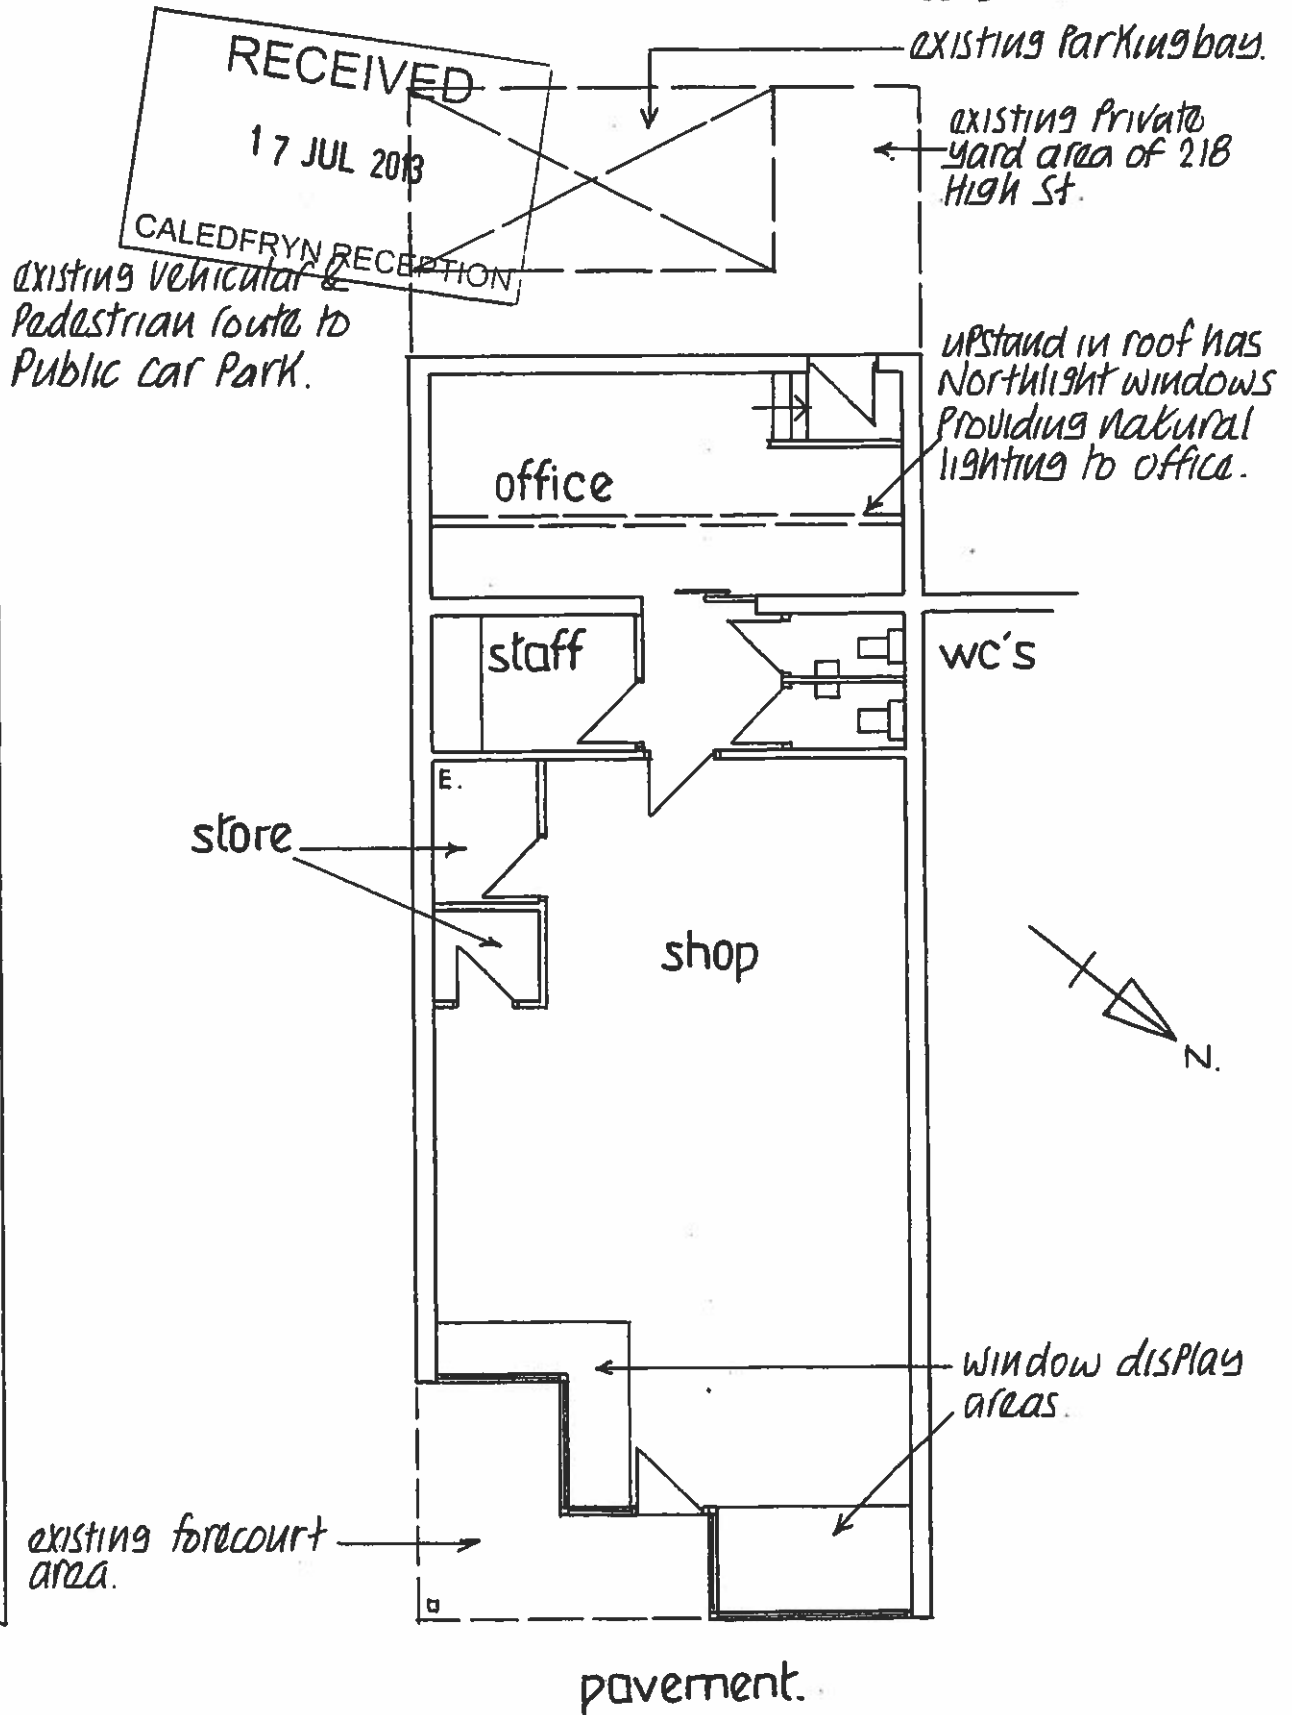 RECEIVED
17 JUL 2013
CALEDFRYN RECEPTION
existing Parking bay.
existing Private
yard area of 218
High St.
existing vehicular &
Pedestrian route to
Public car Park.
upstand in roof has
Northlight windows
Providing natural
lighting to office.
office
staff
wc's
E.
store
shop
N.
window display
areas.
existing forecourt
area.
pavement.